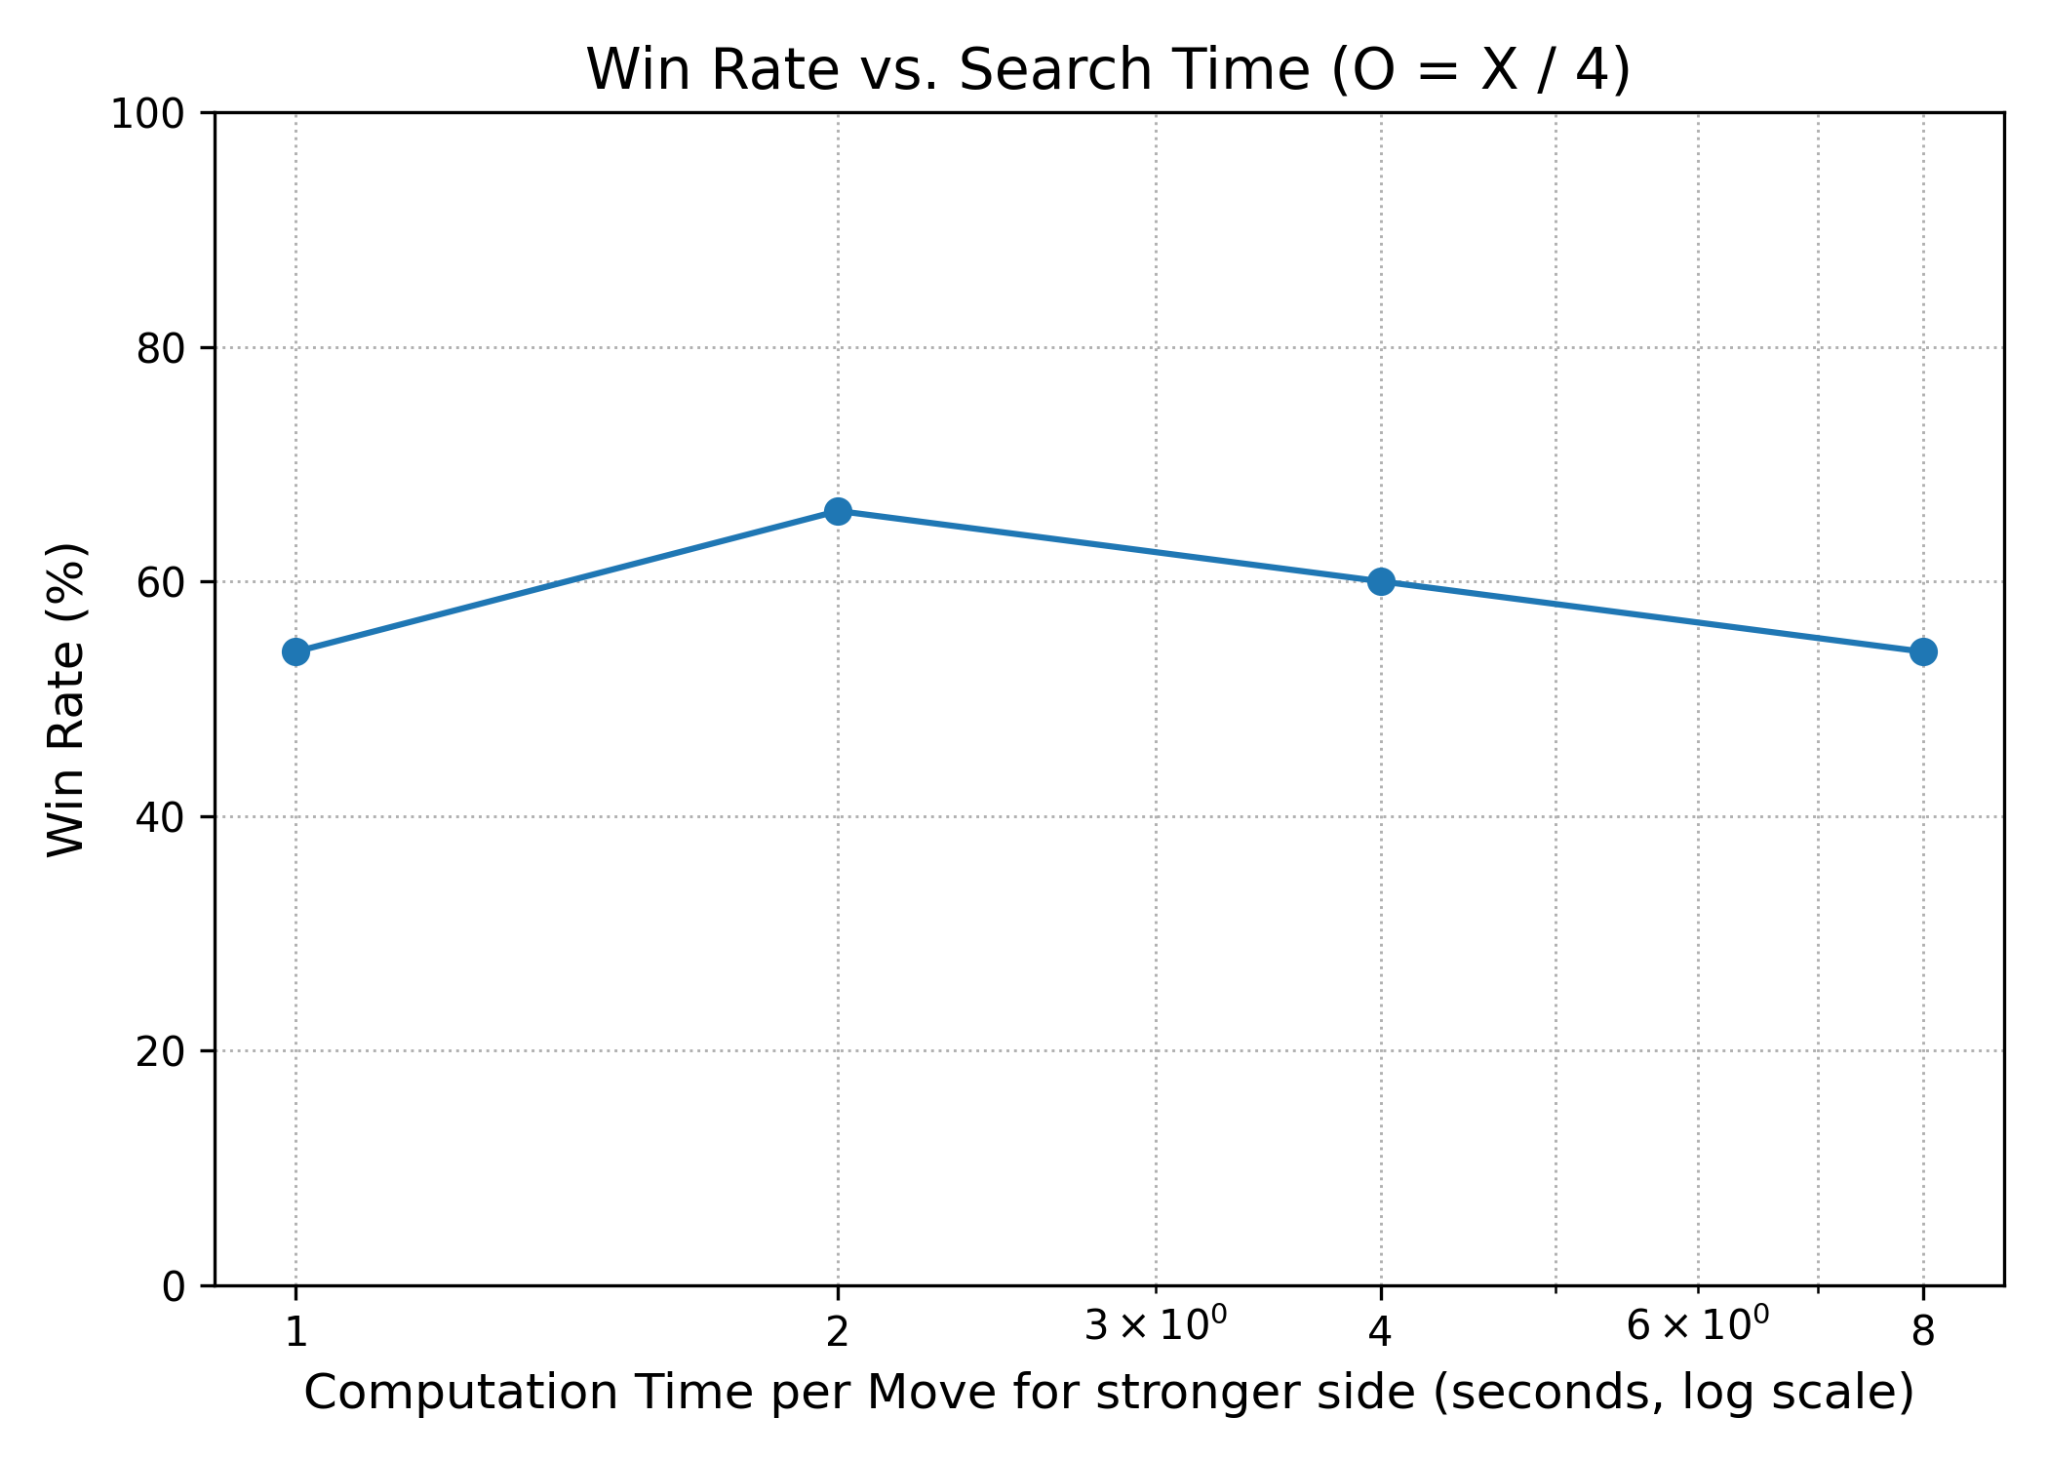 Win Rate vs. Search Time (O = X / 4)
100
80
60
40
20
0
Win Rate (%)
1 2 3 × 10⁰ 4 6 × 10⁰ 8
Computation Time per Move for stronger side (seconds, log scale)